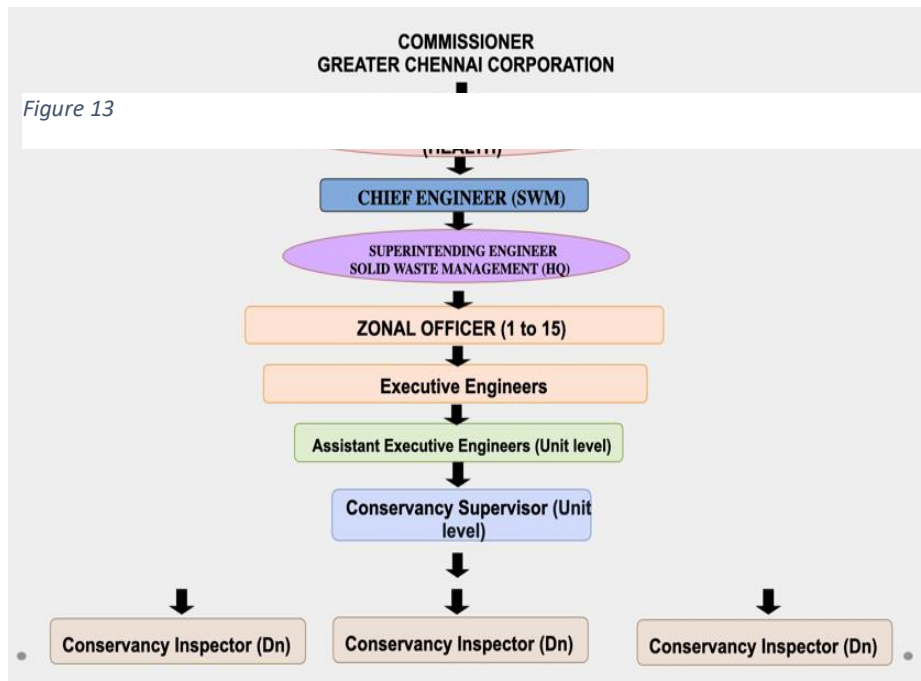 COMMISSIONER
GREATER CHENNAI CORPORATION
Figure 13
(HEALTH)
CHIEF ENGINEER (SWM)
SUPERINTENDING ENGINEER
SOLID WASTE MANAGEMENT (HQ)
ZONAL OFFICER (1 to 15)
Executive Engineers
Assistant Executive Engineers (Unit level)
Conservancy Supervisor (Unit
level)
Conservancy Inspector (Dn)
Conservancy Inspector (Dn)
Conservancy Inspector (Dn)